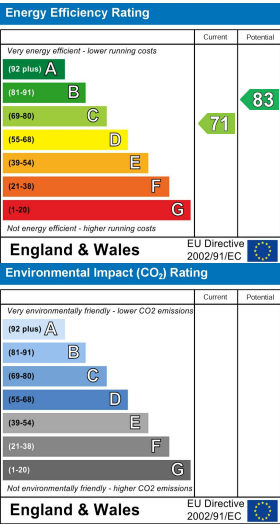 Energy Efficiency Rating
Current Potential
Very energy efficient - lower running costs
(92 plus) A
(81-91) B
(69-80) C
(55-68) D
(39-54) E
(21-38) F
(1-20) G
71
83
Not energy efficient - higher running costs
England & Wales
EU Directive
2002/91/EC
Environmental Impact (CO₂) Rating
Current Potential
Very environmentally friendly - lower CO2 emissions
(92 plus) A
(81-91) B
(69-80) C
(55-68) D
(39-54) E
(21-38) F
(1-20) G
Not environmentally friendly - higher CO2 emissions
England & Wales
EU Directive
2002/91/EC